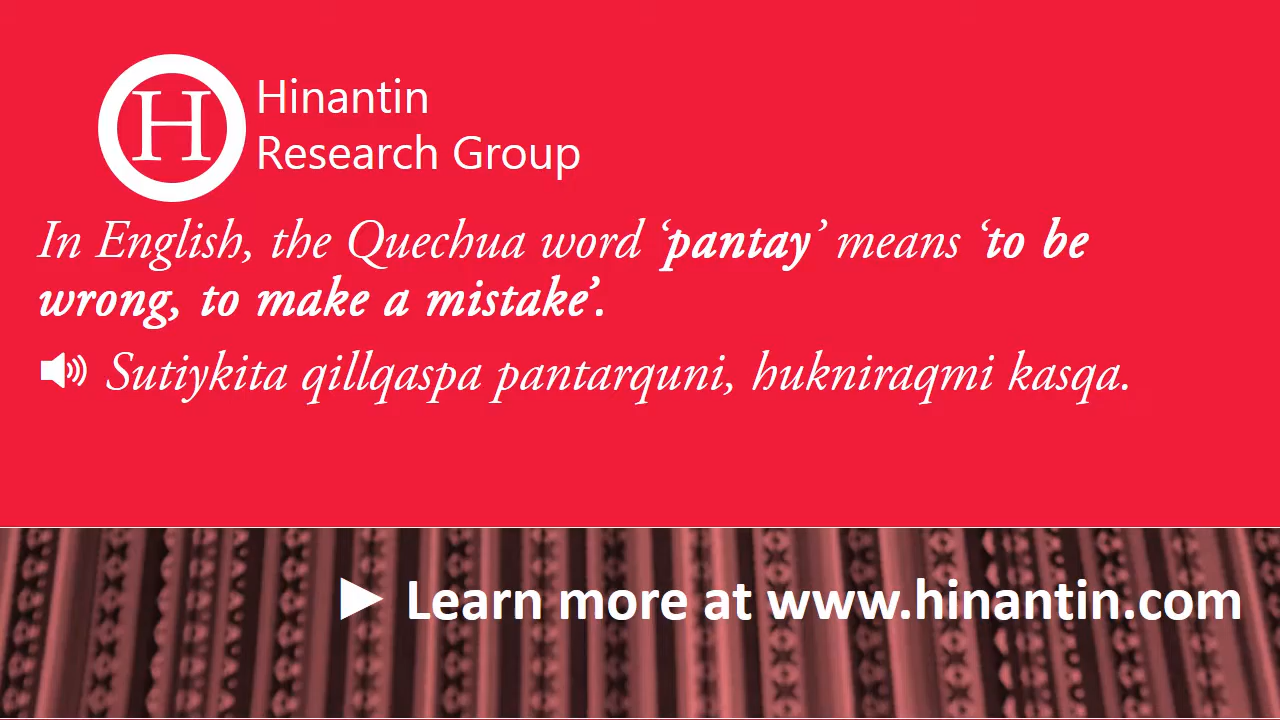 H
Hinantin
Research Group
In English, the Quechua word ‘pantay’ means ‘to be
wrong, to make a mistake’.
Sutiykita qillqaspa pantarquni, hukniraqmi kasqa.
Learn more at www.hinantin.com